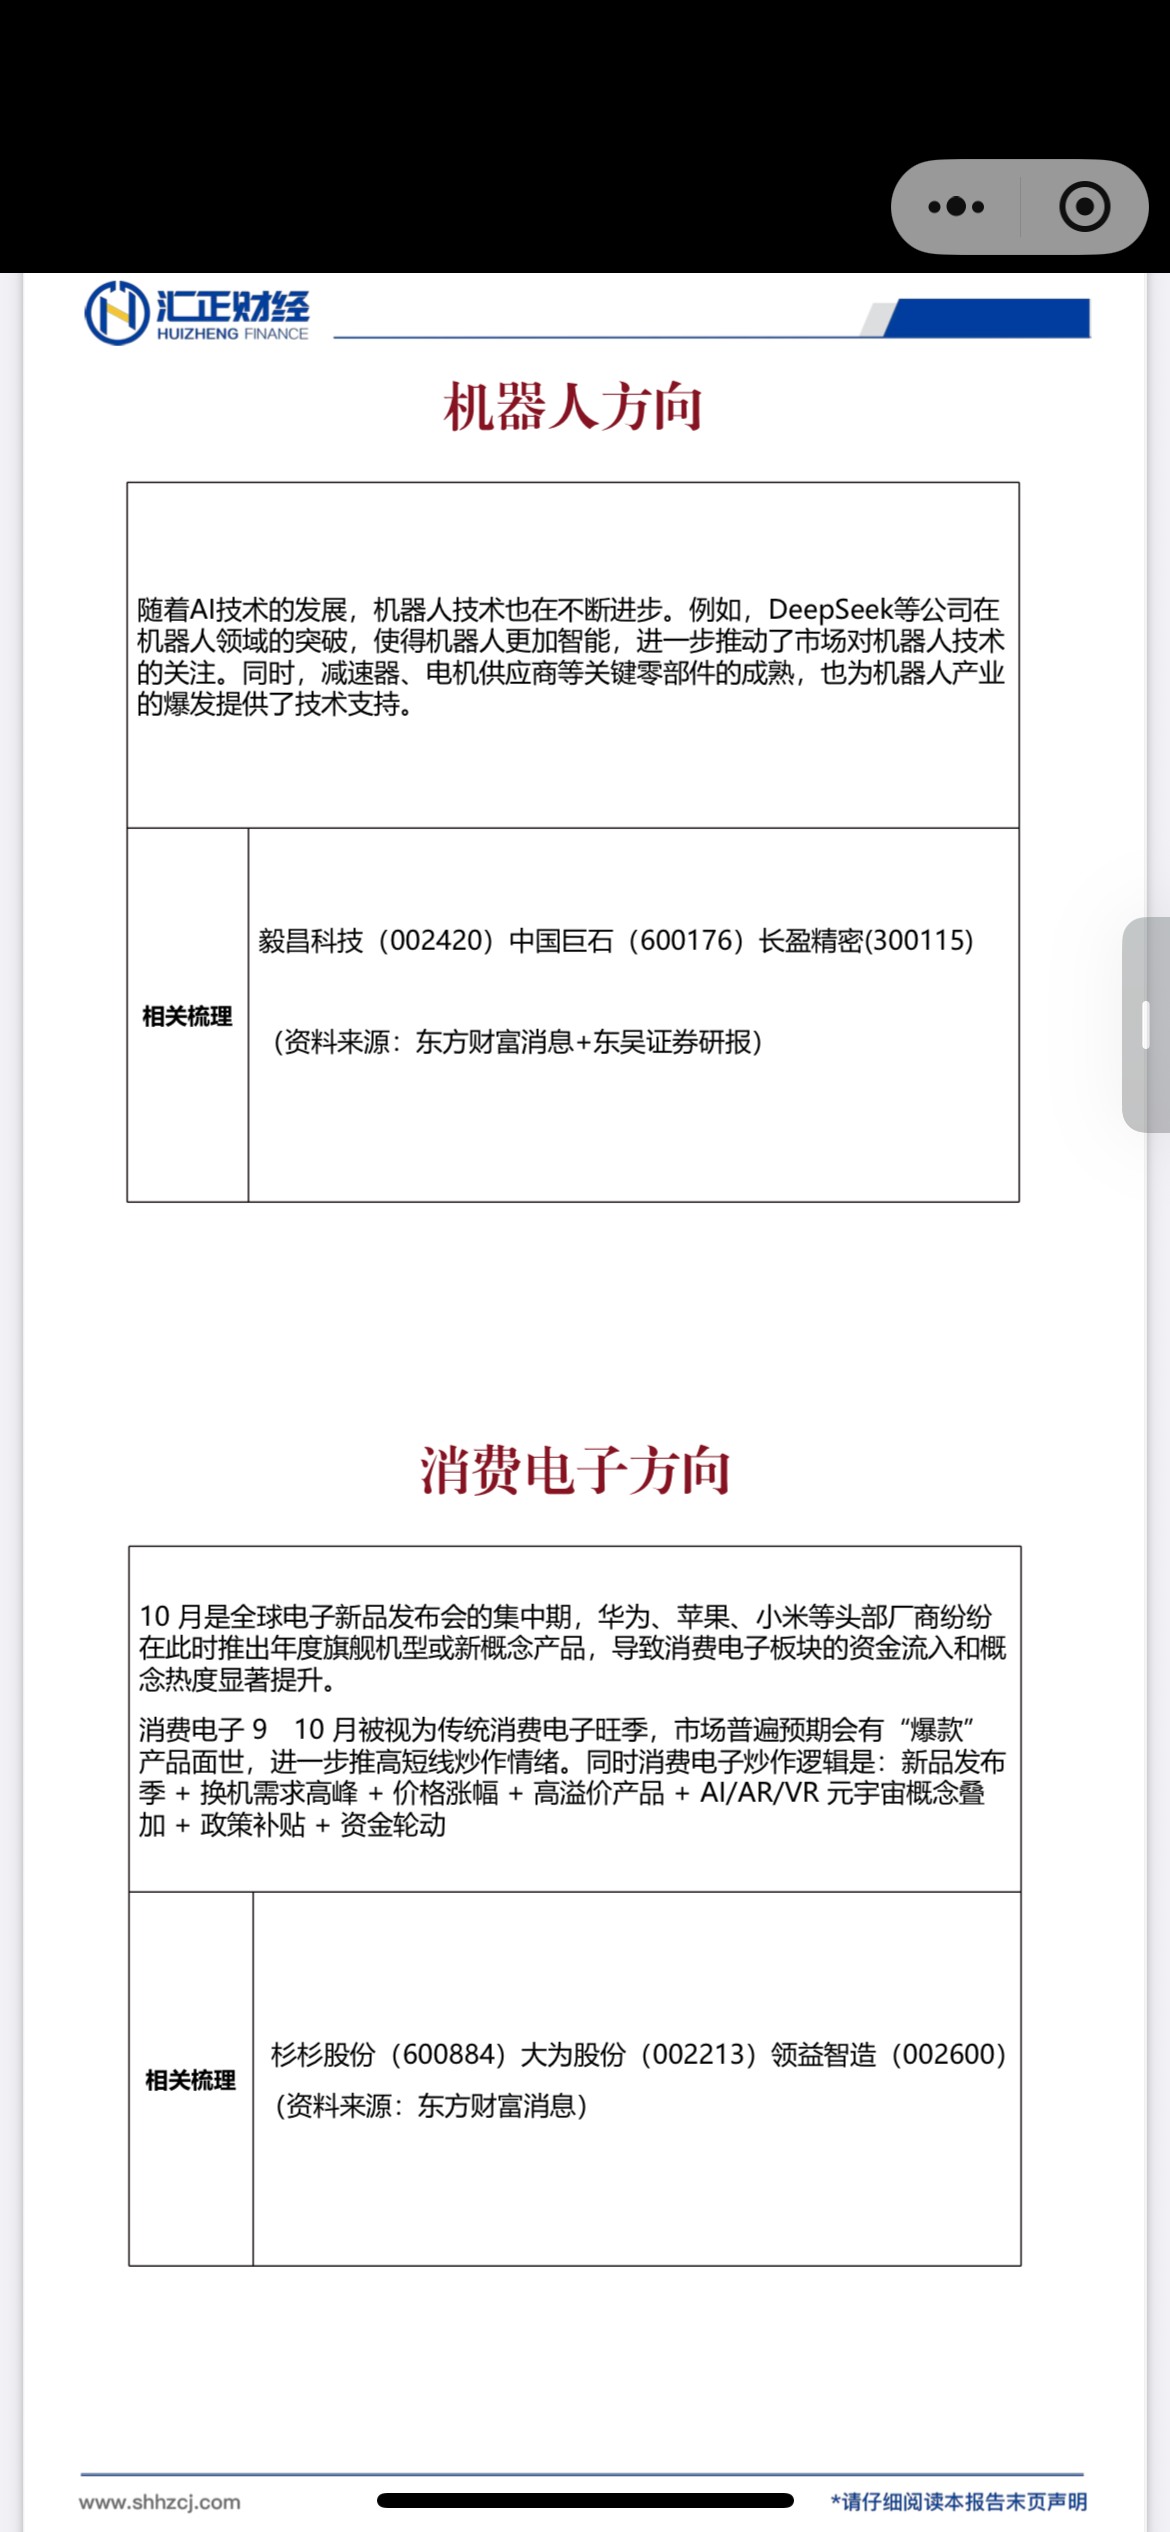 汇正财经
HUIZHENG FINANCE
机器人方向
随着AI技术的发展，机器人技术也在不断进步。例如，DeepSeek等公司在
机器人领域的突破，使得机器人更加智能，进一步推动了市场对机器人技术
的关注。同时，减速器、电机供应商等关键零部件的成熟，也为机器人产业
的爆发提供了技术支持。
毅昌科技（002420）中国巨石（600176）长盈精密(300115)
相关梳理
（资料来源：东方财富消息+东吴证券研报）
消费电子方向
10 月是全球电子新品发布会的集中期，华为、苹果、小米等头部厂商纷纷
在此时推出年度旗舰机型或新概念产品，导致消费电子板块的资金流入和概
念热度显著提升。
消费电子 9   10 月被视为传统消费电子旺季，市场普遍预期会有“爆款”
产品面世，进一步推高短线炒作情绪。同时消费电子炒作逻辑是：新品发布
季 + 换机需求高峰 + 价格涨幅 + 高溢价产品 + AI/AR/VR 元宇宙概念叠
加 + 政策补贴 + 资金轮动
杉杉股份（600884）大为股份（002213）领益智造（002600）
相关梳理
（资料来源：东方财富消息）
www.shhzcj.com
*请仔细阅读本报告末页声明